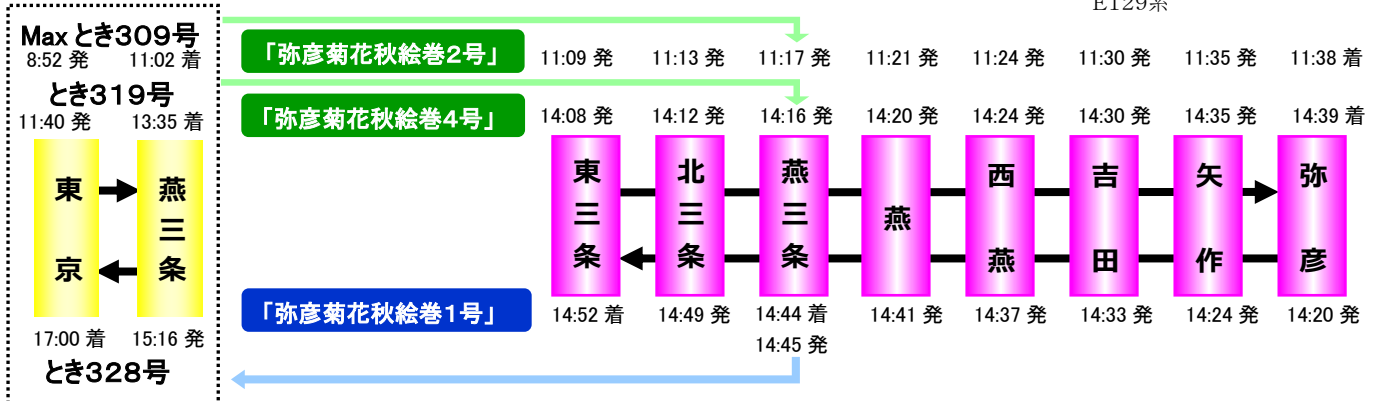 E129系
Maxとき309号
8:52 発 11:02 着
「弥彦菊花秋絵巻2号」 11:09 発 11:13 発 11:17 発 11:21 発 11:24 発 11:30 発 11:35 発 11:38 着
とき319号
11:40 発 13:35 着
「弥彦菊花秋絵巻4号」 14:08 発 14:12 発 14:16 発 14:20 発 14:24 発 14:30 発 14:35 発 14:39 着
東京 燕三条
東三条 北三条 燕三条 燕 西燕 吉田 矢作 弥彦
「弥彦菊花秋絵巻1号」 14:52 着 14:49 発 14:44 着 14:41 発 14:37 発 14:33 発 14:24 発 14:20 発
14:45 発
17:00 着 15:16 発
とき328号